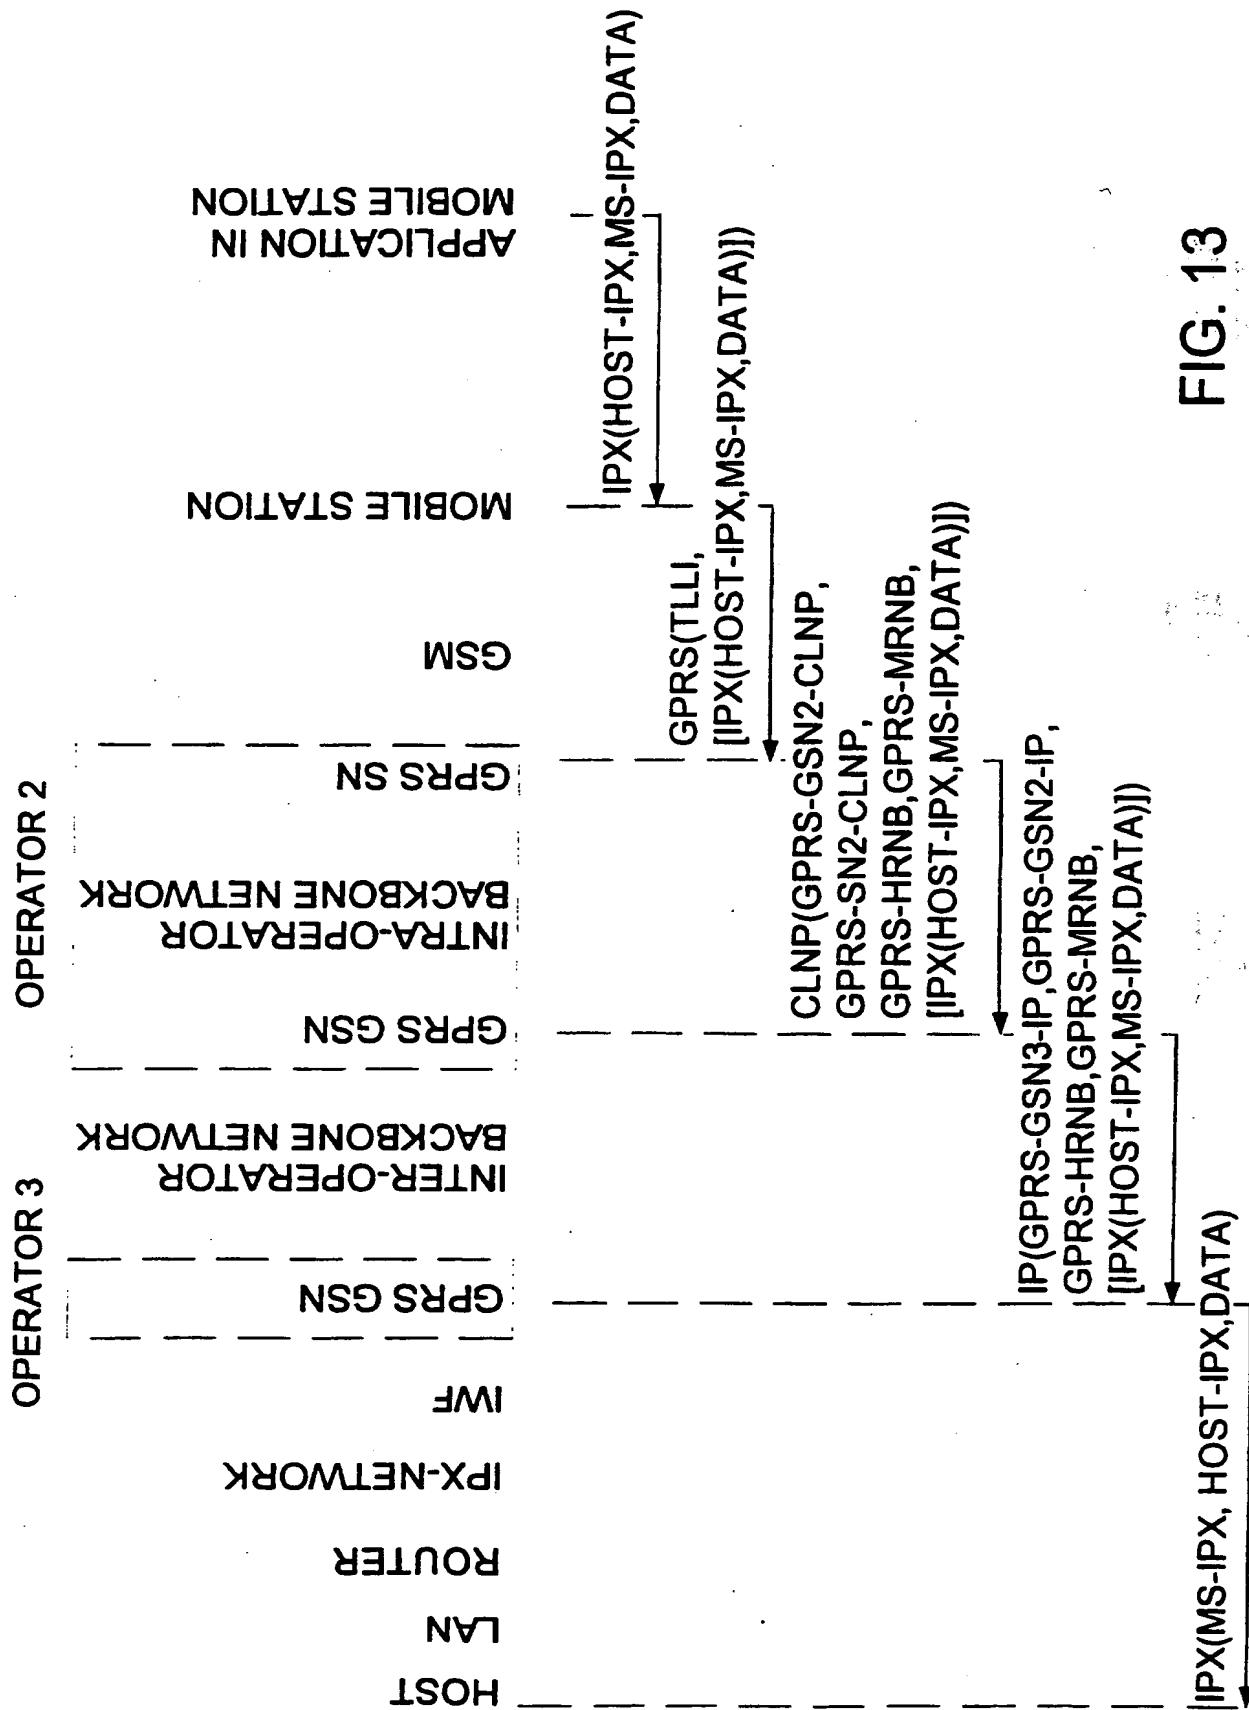 OPERATOR 3
OPERATOR 2
HOST
LAN
ROUTER
IPX-NETWORK
IWF
GPRS GSN
INTER-OPERATOR
BACKBONE NETWORK
GPRS GSN
INTRA-OPERATOR
BACKBONE NETWORK
GPRS SN
GSM
MOBILE STATION
APPLICATION IN
MOBILE STATION
IPX(HOST-IPX,MS-IPX,DATA)
GPRS(TLLI,
[IPX(HOST-IPX,MS-IPX,DATA)])
CLNP(GPRS-GSN2-CLNP,
GPRS-SN2-CLNP,
GPRS-HRNB,GPRS-MRNB,
[IPX(HOST-IPX,MS-IPX,DATA)])
IP(GPRS-GSN3-IP,GPRS-GSN2-IP,
GPRS-HRNB,GPRS-MRNB,
[IPX(HOST-IPX,MS-IPX,DATA)])
IPX(MS-IPX, HOST-IPX,DATA)
FIG. 13